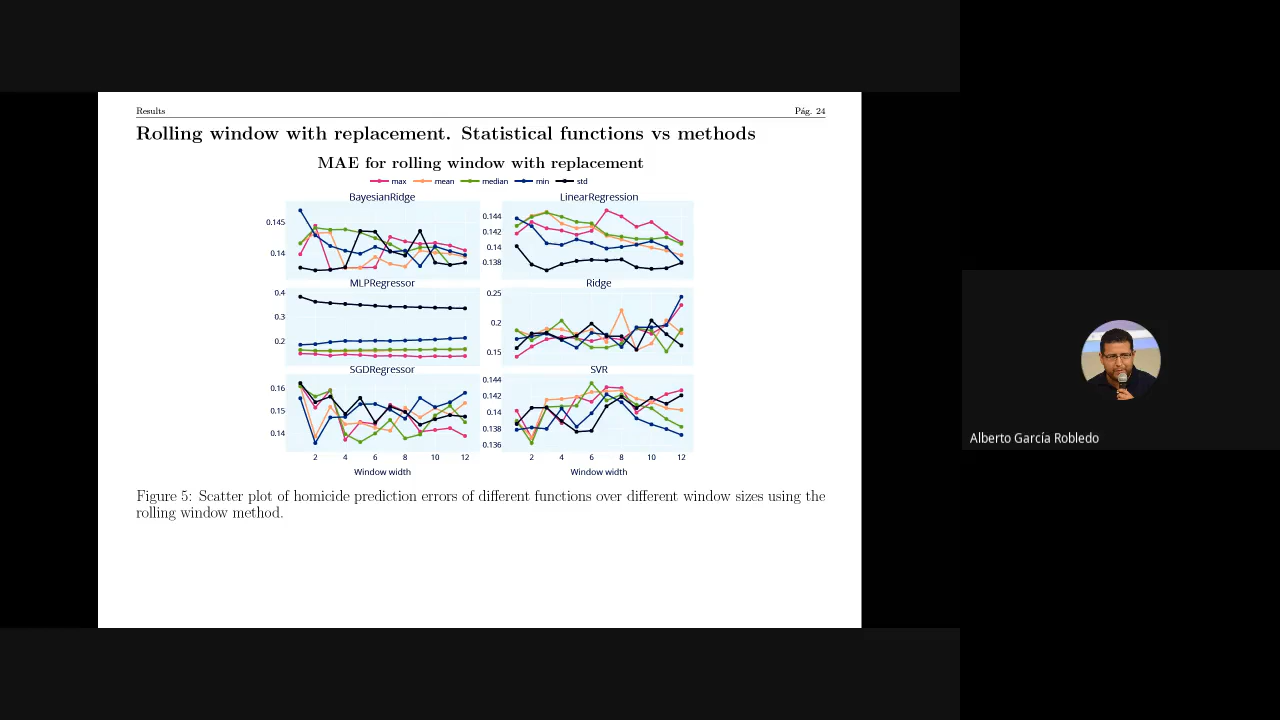 Results Pág. 24
Rolling window with replacement. Statistical functions vs methods
MAE for rolling window with replacement
max mean median min std
BayesianRidge LinearRegression
0.145
0.14
0.144
0.142
0.14
0.138
MLPRegressor Ridge
0.4
0.3
0.2
0.25
0.2
0.15
SGDRegressor SVR
0.16
0.15
0.14
0.144
0.142
0.14
0.138
0.136
2 4 6 8 10 12 2 4 6 8 10 12
Window width Window width
Figure 5: Scatter plot of homicide prediction errors of different functions over different window sizes using the
rolling window method.
Alberto García Robledo